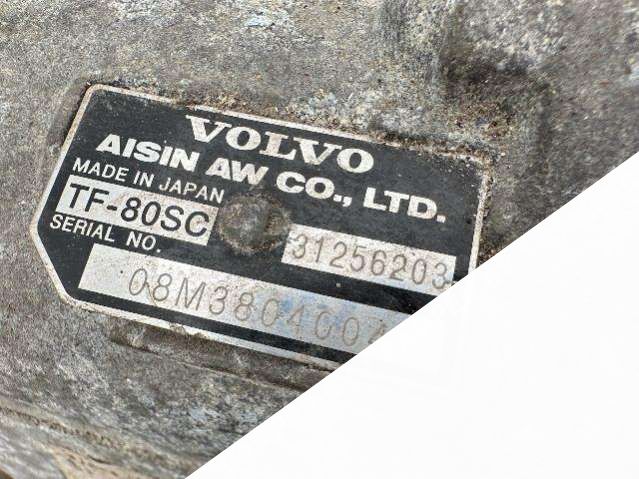 VOLVO
AISIN AW CO., LTD.
MADE IN JAPAN
TF-80SC 31256203
SERIAL NO.